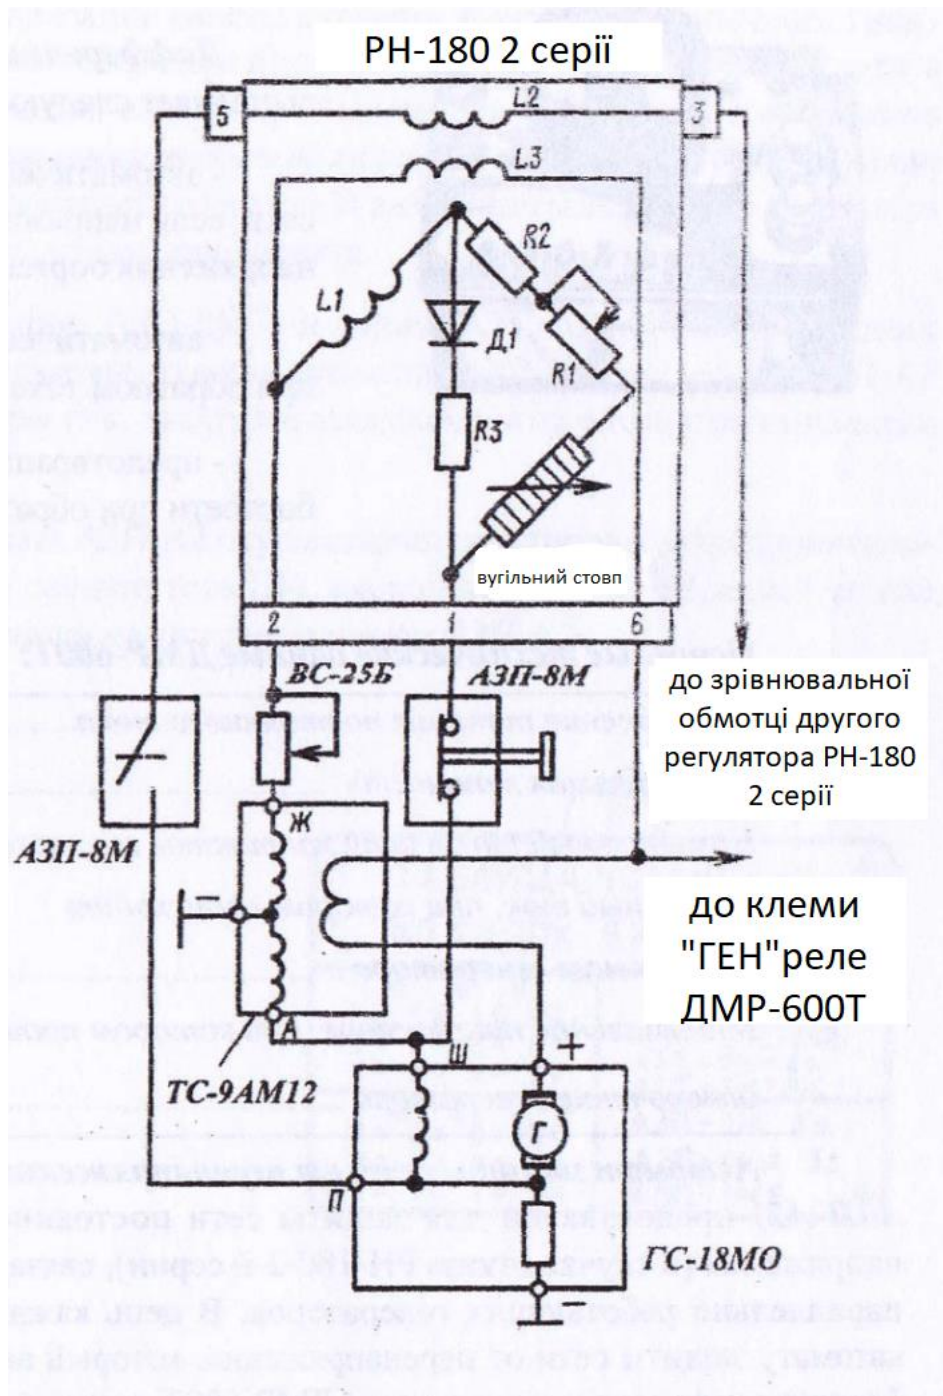 РН-180 2 серії
5
L2
3
L3
R2
L1
Д1
R1
R3
вугільний стовп
2
1
6
ВС-25Б
АЗП-8М
до зрівнювальної
обмотці другого
регулятора РН-180
2 серії
Ж
АЗП-8М
до клеми
"ГЕН"реле
ДМР-600Т
А
Ш
+
ТС-9АМ12
Г
П
ГС-18МО